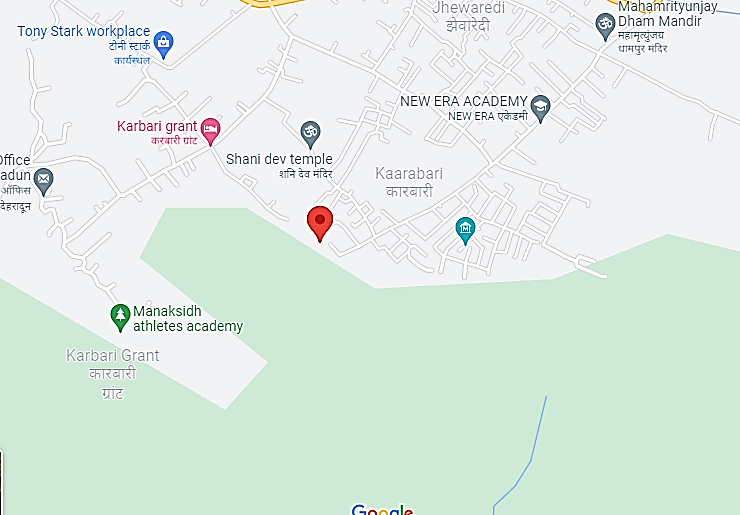 Jhewaredi
झेवारेदी
Mahamrityunjay
Dham Mandir
महामृत्युंजय
धामपुर मंदिर
Tony Stark workplace
टोनी स्टार्क
कार्यस्थल
NEW ERA ACADEMY
NEW ERA एकेडमी
Karbari grant
करबारी ग्रांट
Shani dev temple
शनि देव मंदिर
Kaarabari
कारबारी
Office
adun
ऑफिस
देहरादून
Manaksidh
athletes academy
Karbari Grant
कारबारी
ग्रांट
Google